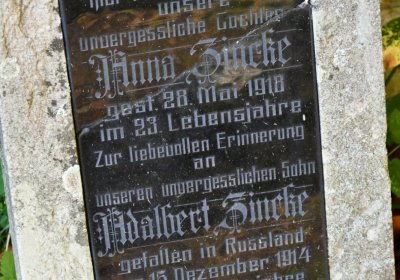 unsere
unvergessliche Tochter
Anna Zincke
gest 28 Mai 1918
im 23. Lebensjahre
Zur liebevollen Erinnerung
an
unseren unvergesslichen Sohn
Adalbert Zincke
gefallen in Russland
15 Dezember 1914